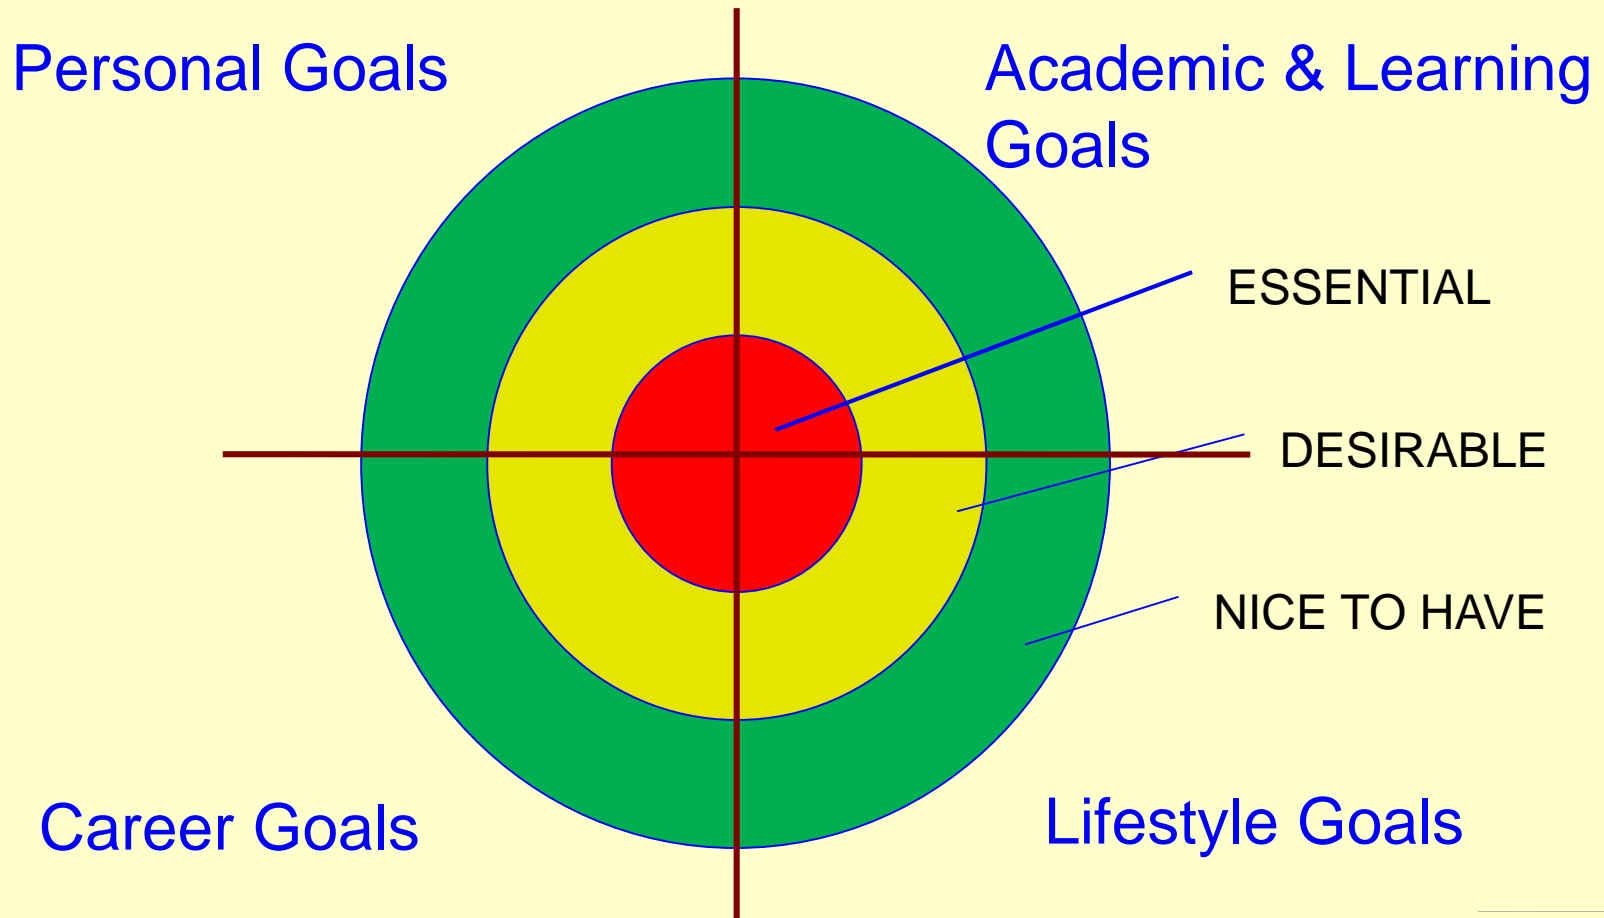 Personal Goals
Academic & Learning
Goals
ESSENTIAL
DESIRABLE
NICE TO HAVE
Career Goals
Lifestyle Goals